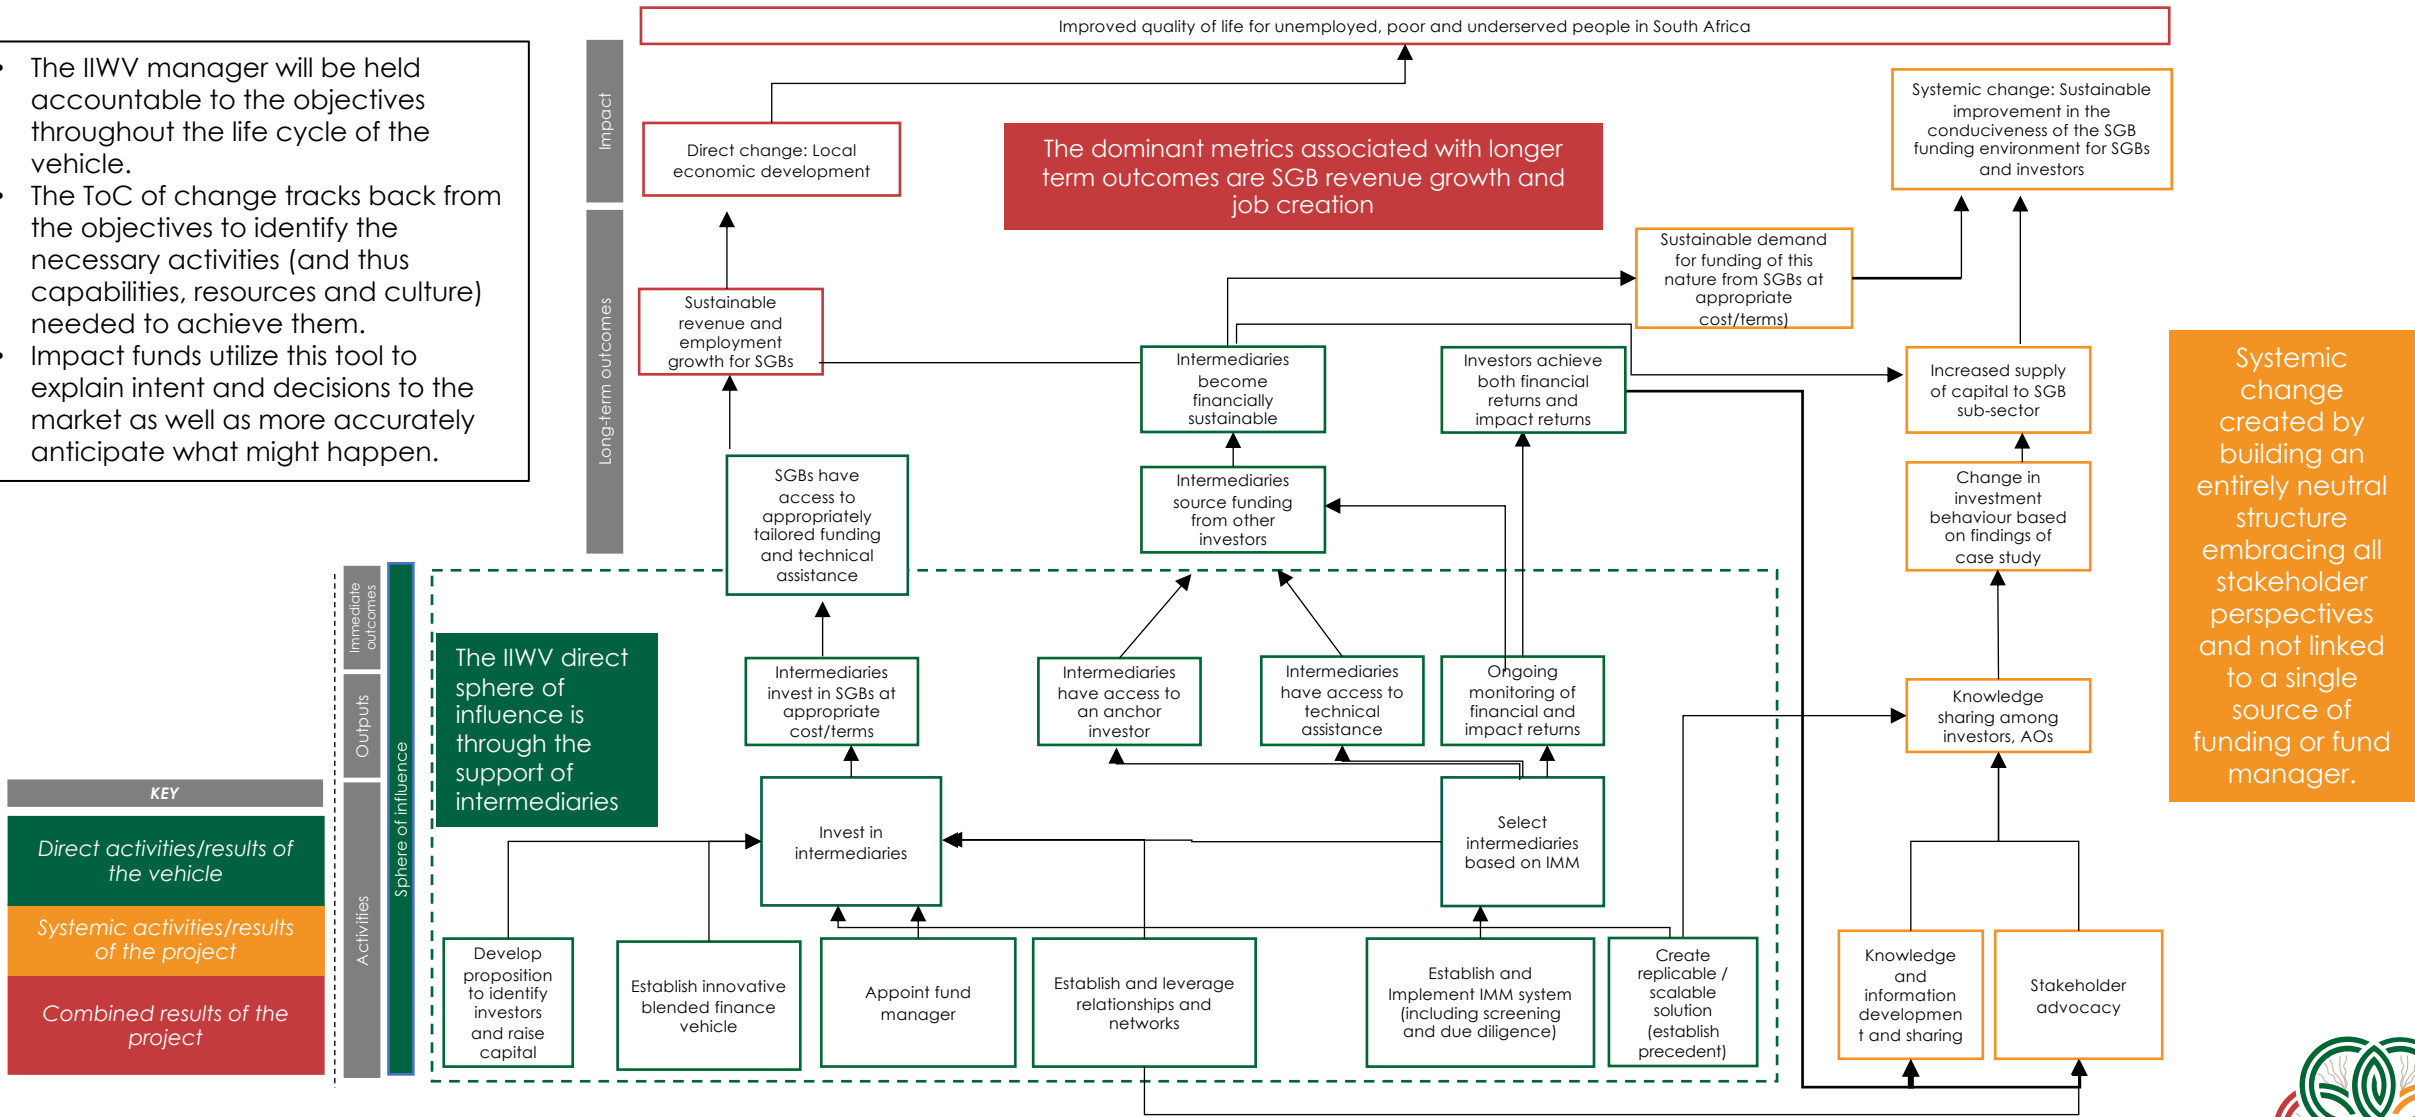 Improved quality of life for unemployed, poor and underserved people in South Africa
• The IIWV manager will be held
accountable to the objectives
throughout the life cycle of the
vehicle.
• The ToC of change tracks back from
the objectives to identify the
necessary activities (and thus
capabilities, resources and culture)
needed to achieve them.
• Impact funds utilize this tool to
explain intent and decisions to the
market as well as more accurately
anticipate what might happen.
Impact
Direct change: Local
economic development
The dominant metrics associated with longer
term outcomes are SGB revenue growth and
job creation
Systemic change: Sustainable
improvement in the
conduciveness of the SGB
funding environment for SGBs
and investors
Long-term outcomes
Sustainable
revenue and
employment
growth for SGBs
Sustainable demand
for funding of this
nature from SGBs at
appropriate
cost/terms)
Intermediaries
become
financially
sustainable
Investors achieve
both financial
returns and
impact returns
Increased supply
of capital to SGB
sub-sector
Systemic
change
created by
building an
entirely neutral
structure
embracing all
stakeholder
perspectives
and not linked
to a single
source of
funding or fund
manager.
SGBs have
access to
appropriately
tailored funding
and technical
assistance
Intermediaries
source funding
from other
investors
Change in
investment
behaviour based
on findings of
case study
Immediate
outcomes
Sphere of influence
The IIWV direct
sphere of
influence is
through the
support of
intermediaries
Outputs
Intermediaries
invest in SGBs at
appropriate
cost/terms
Intermediaries
have access to
an anchor
investor
Intermediaries
have access to
technical
assistance
Ongoing
monitoring of
financial and
impact returns
Knowledge
sharing among
investors, AOs
KEY
Direct activities/results of
the vehicle
Systemic activities/results
of the project
Combined results of the
project
Activities
Invest in
intermediaries
Select
intermediaries
based on IMM
Develop
proposition
to identify
investors
and raise
capital
Establish innovative
blended finance
vehicle
Appoint fund
manager
Establish and leverage
relationships and
networks
Establish and
Implement IMM system
(including screening
and due diligence)
Create
replicable /
scalable
solution
(establish
precedent)
Knowledge
and
information
developmen
t and sharing
Stakeholder
advocacy